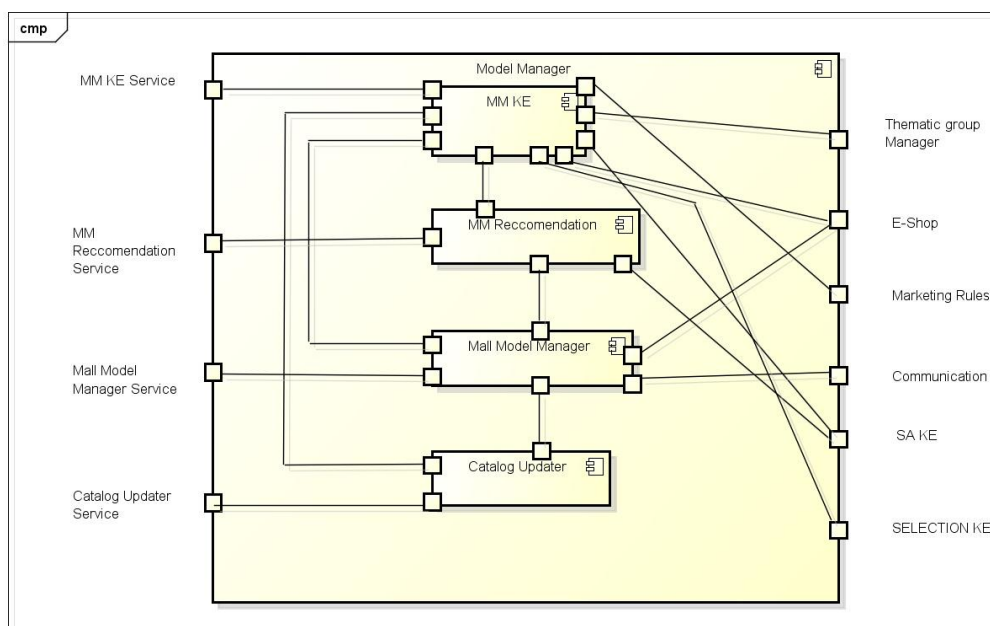 cmp
Model Manager
MM KE Service
MM KE
Thematic group
Manager
E-Shop
MM
Reccomendation
Service
MM Reccomendation
Marketing Rules
Mall Model
Manager Service
Mall Model Manager
Communication
SA KE
Catalog Updater
Catalog Updater
Service
SELECTION KE